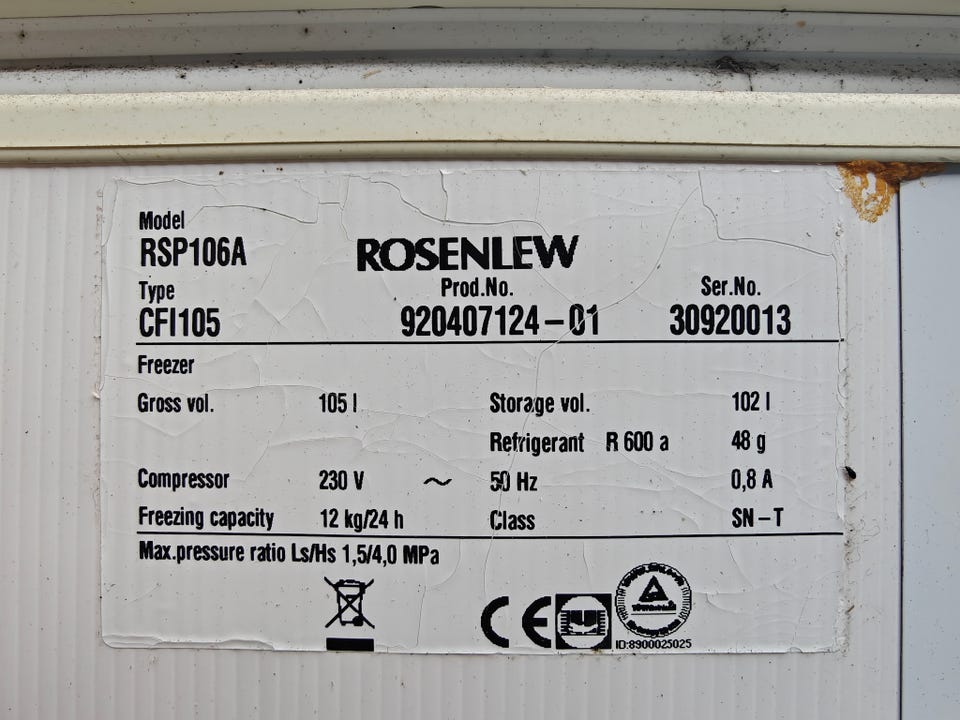 Model
RSP106A
ROSENLEW
Type
Prod.No.
Ser.No.
CFI105
920407124-01
30920013
Freezer
Gross vol. 105 l Storage vol. 102 l
Refrigerant R 600 a 48 g
Compressor 230 V ~ 50 Hz 0,8 A
Freezing capacity 12 kg/24 h Class SN-T
Max.pressure ratio Ls/Hs 1,5/4,0 MPa
CE
ID:8900025025